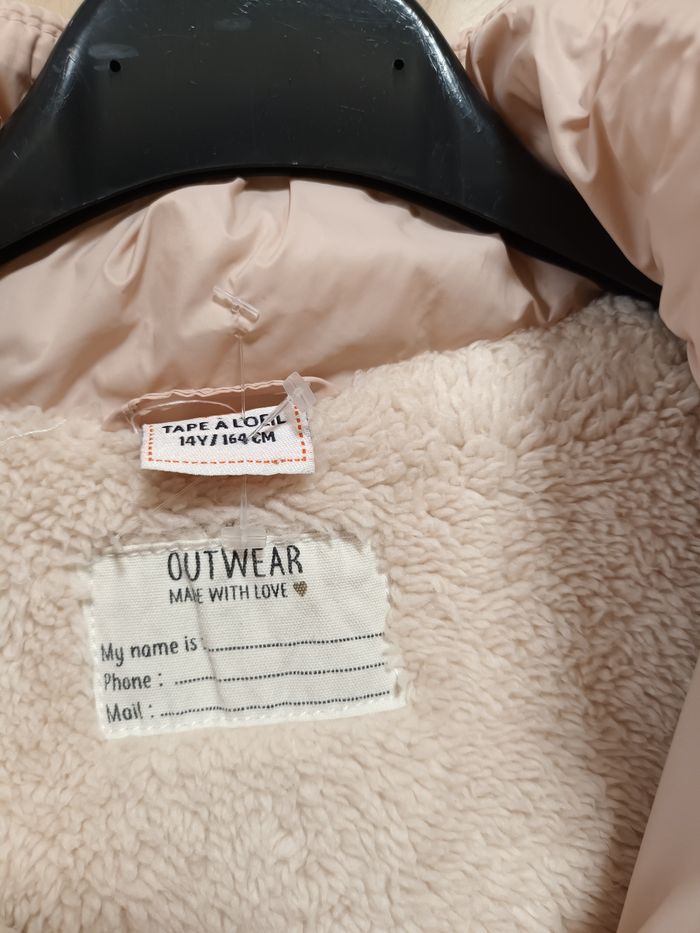 TAPE À L'OEIL
14Y/164 CM
OUTWEAR
MADE WITH LOVE
My name is :
Phone :
Mail :